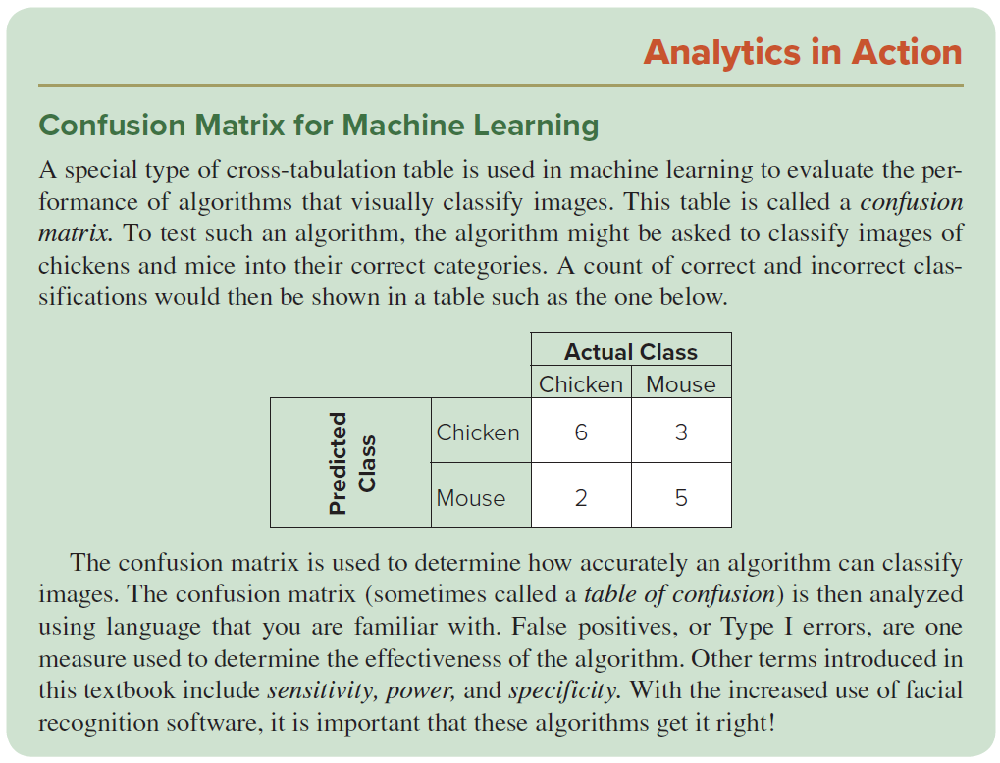 Analytics in Action
Confusion Matrix for Machine Learning
A special type of cross-tabulation table is used in machine learning to evaluate the per-
formance of algorithms that visually classify images. This table is called a confusion
matrix. To test such an algorithm, the algorithm might be asked to classify images of
chickens and mice into their correct categories. A count of correct and incorrect clas-
sifications would then be shown in a table such as the one below.
Actual Class
Chicken Mouse
Predicted
Class
Chicken 6 3
Mouse 2 5
The confusion matrix is used to determine how accurately an algorithm can classify
images. The confusion matrix (sometimes called a table of confusion) is then analyzed
using language that you are familiar with. False positives, or Type I errors, are one
measure used to determine the effectiveness of the algorithm. Other terms introduced in
this textbook include sensitivity, power, and specificity. With the increased use of facial
recognition software, it is important that these algorithms get it right!